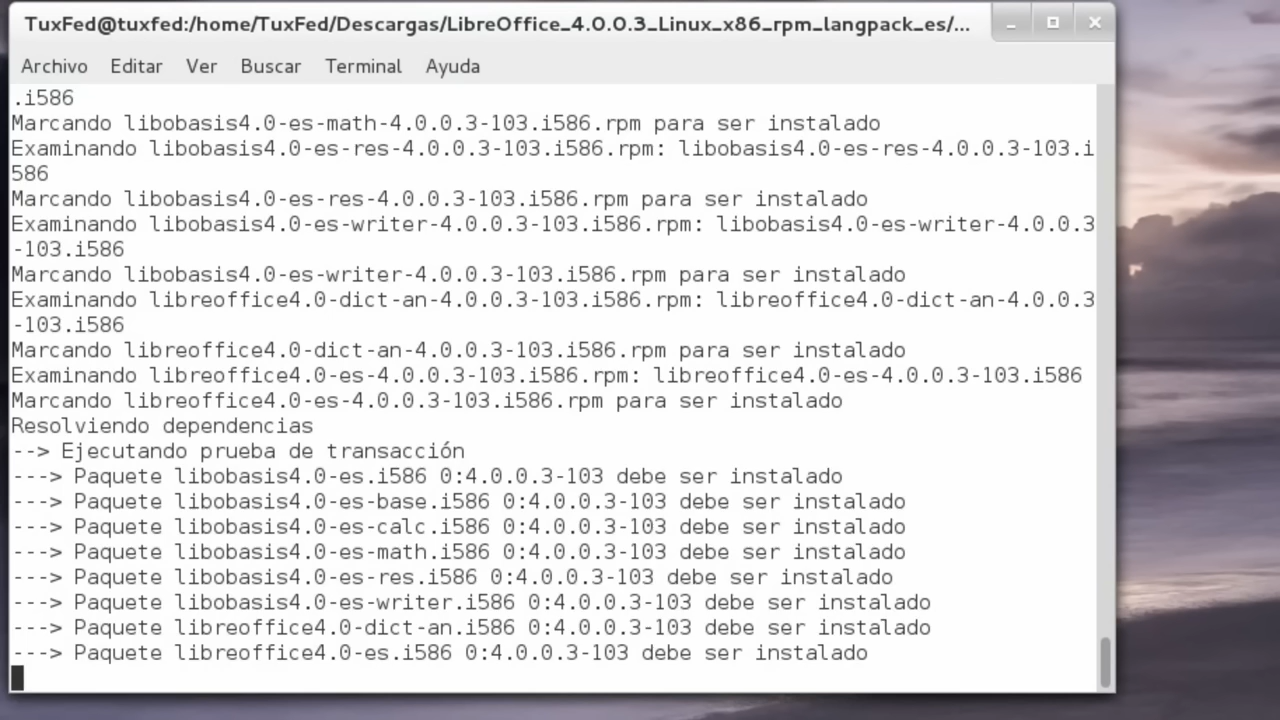 TuxFed@tuxfed:/home/TuxFed/Descargas/LibreOffice_4.0.0.3_Linux_x86_rpm_langpack_es/...
Archivo Editar Ver Buscar Terminal Ayuda
.i586
Marcando libobasis4.0-es-math-4.0.0.3-103.i586.rpm para ser instalado
Examinando libobasis4.0-es-res-4.0.0.3-103.i586.rpm: libobasis4.0-es-res-4.0.0.3-103.i
586
Marcando libobasis4.0-es-res-4.0.0.3-103.i586.rpm para ser instalado
Examinando libobasis4.0-es-writer-4.0.0.3-103.i586.rpm: libobasis4.0-es-writer-4.0.0.3
-103.i586
Marcando libobasis4.0-es-writer-4.0.0.3-103.i586.rpm para ser instalado
Examinando libreoffice4.0-dict-an-4.0.0.3-103.i586.rpm: libreoffice4.0-dict-an-4.0.0.3
-103.i586
Marcando libreoffice4.0-dict-an-4.0.0.3-103.i586.rpm para ser instalado
Examinando libreoffice4.0-es-4.0.0.3-103.i586.rpm: libreoffice4.0-es-4.0.0.3-103.i586
Marcando libreoffice4.0-es-4.0.0.3-103.i586.rpm para ser instalado
Resolviendo dependencias
--> Ejecutando prueba de transacción
---> Paquete libobasis4.0-es.i586 0:4.0.0.3-103 debe ser instalado
---> Paquete libobasis4.0-es-base.i586 0:4.0.0.3-103 debe ser instalado
---> Paquete libobasis4.0-es-calc.i586 0:4.0.0.3-103 debe ser instalado
---> Paquete libobasis4.0-es-math.i586 0:4.0.0.3-103 debe ser instalado
---> Paquete libobasis4.0-es-res.i586 0:4.0.0.3-103 debe ser instalado
---> Paquete libobasis4.0-es-writer.i586 0:4.0.0.3-103 debe ser instalado
---> Paquete libreoffice4.0-dict-an.i586 0:4.0.0.3-103 debe ser instalado
---> Paquete libreoffice4.0-es.i586 0:4.0.0.3-103 debe ser instalado